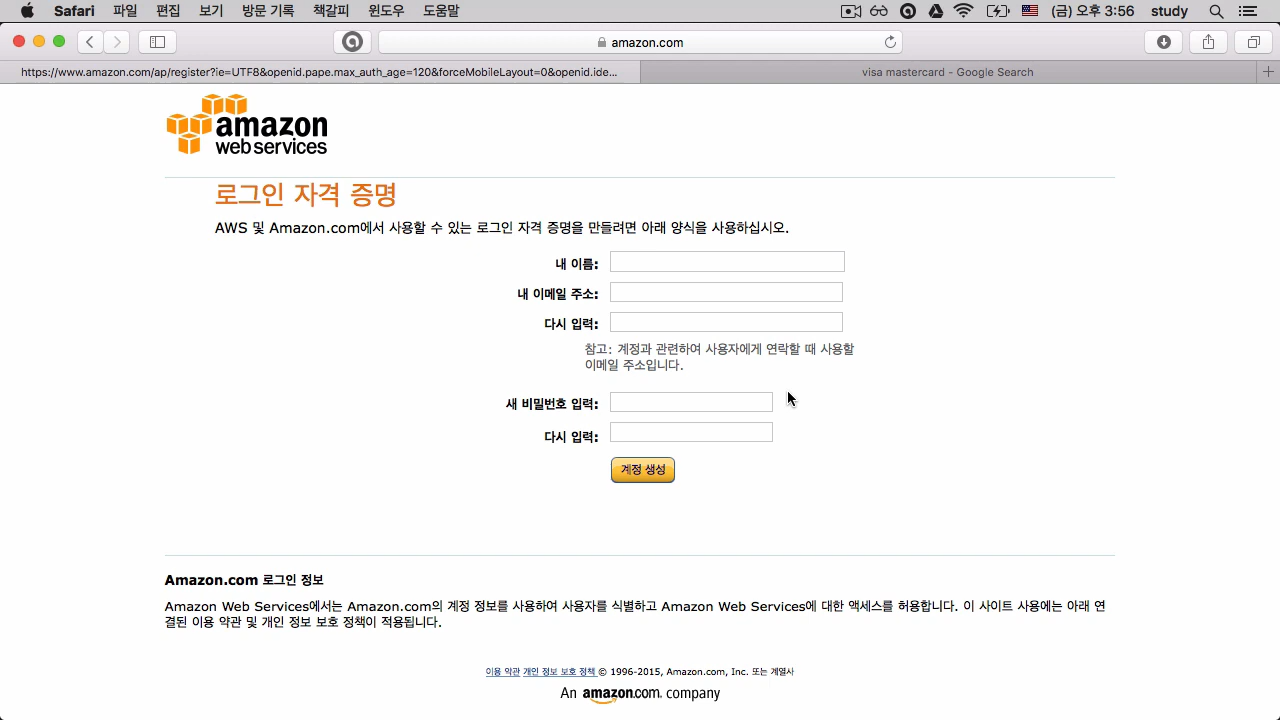 Safari 파일 편집 보기 방문 기록 책갈피 윈도우 도움말 (금) 오후 3:56 study
amazon.com
https://www.amazon.com/ap/register?ie=UTF8&openid.pape.max_auth_age=120&forceMobileLayout=0&openid.ide... visa mastercard - Google Search
amazon
web services
로그인 자격 증명
AWS 및 Amazon.com에서 사용할 수 있는 로그인 자격 증명을 만들려면 아래 양식을 사용하십시오.
내 이름:
내 이메일 주소:
다시 입력:
참고: 계정과 관련하여 사용자에게 연락할 때 사용할
이메일 주소입니다.
새 비밀번호 입력:
다시 입력:
계정 생성
Amazon.com 로그인 정보
Amazon Web Services에서는 Amazon.com의 계정 정보를 사용하여 사용자를 식별하고 Amazon Web Services에 대한 액세스를 허용합니다. 이 사이트 사용에는 아래 연
결된 이용 약관 및 개인 정보 보호 정책이 적용됩니다.
이용 약관 개인 정보 보호 정책 © 1996-2015, Amazon.com, Inc. 또는 계열사
An amazon.com. company